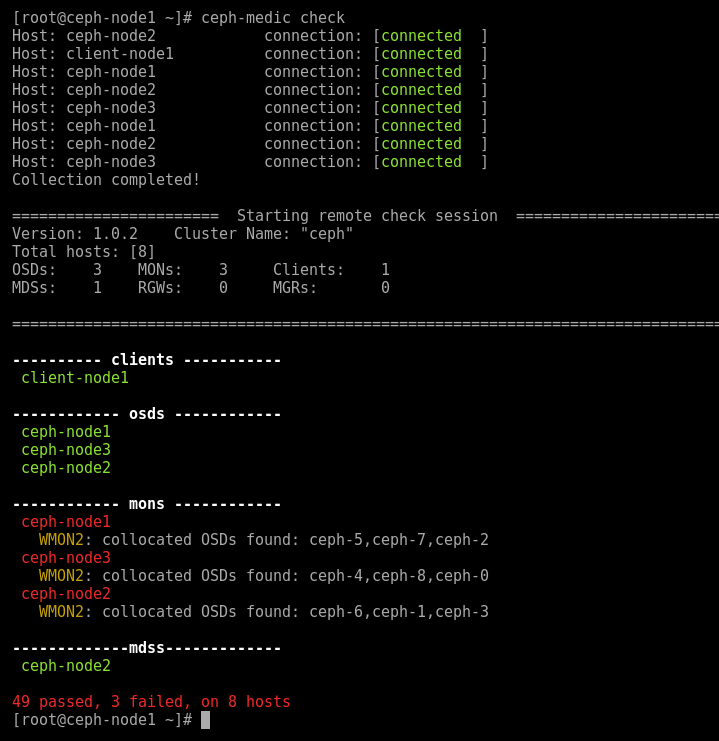 [root@ceph-node1 ~]# ceph-medic check
Host: ceph-node2            connection: [connected  ]
Host: client-node1          connection: [connected  ]
Host: ceph-node1            connection: [connected  ]
Host: ceph-node2            connection: [connected  ]
Host: ceph-node3            connection: [connected  ]
Host: ceph-node1            connection: [connected  ]
Host: ceph-node2            connection: [connected  ]
Host: ceph-node3            connection: [connected  ]
Collection completed!
=======================  Starting remote check session  =======================
Version: 1.0.2    Cluster Name: "ceph"
Total hosts: [8]
OSDs:    3    MONs:    3     Clients:    1
MDSs:    1    RGWs:    0     MGRs:       0
===============================================================================
---------- clients -----------
 client-node1
------------ osds ------------
 ceph-node1
 ceph-node3
 ceph-node2
------------ mons ------------
 ceph-node1
   WMON2: collocated OSDs found: ceph-5,ceph-7,ceph-2
 ceph-node3
   WMON2: collocated OSDs found: ceph-4,ceph-8,ceph-0
 ceph-node2
   WMON2: collocated OSDs found: ceph-6,ceph-1,ceph-3
-------------mdss-------------
 ceph-node2
49 passed, 3 failed, on 8 hosts
[root@ceph-node1 ~]#